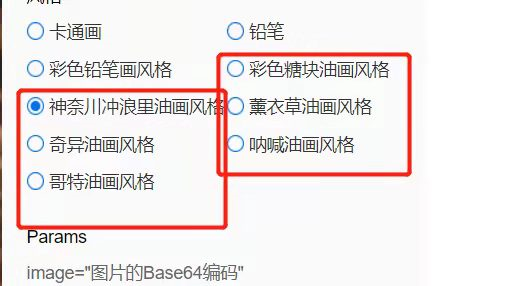 卡通画 铅笔
彩色铅笔画风格 彩色糖块油画风格
神奈川冲浪里油画风格 薰衣草油画风格
奇异油画风格 呐喊油画风格
哥特油画风格
Params
image="图片的Base64编码"